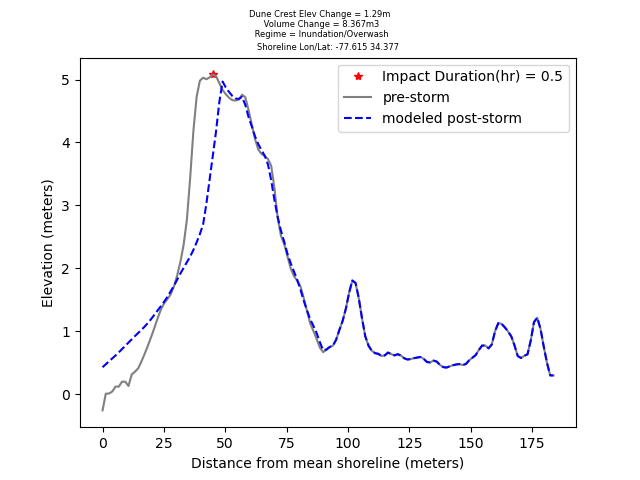 Dune Crest Elev Change = 1.29m
Volume Change = 8.367m3
Regime = Inundation/Overwash
Shoreline Lon/Lat: -77.615 34.377
Impact Duration(hr) = 0.5
pre-storm
modeled post-storm
5
4
3
2
1
0
Elevation (meters)
0 25 50 75 100 125 150 175
Distance from mean shoreline (meters)